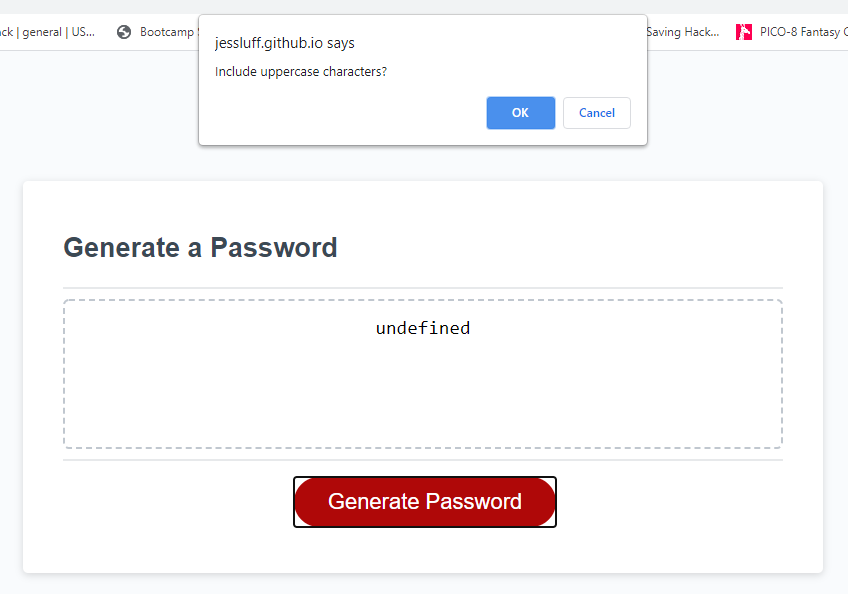 ck | general | US...
Bootcamp
Saving Hack...
PICO-8 Fantasy C
jessluff.github.io says
Include uppercase characters?
OK
Cancel
Generate a Password
undefined
Generate Password